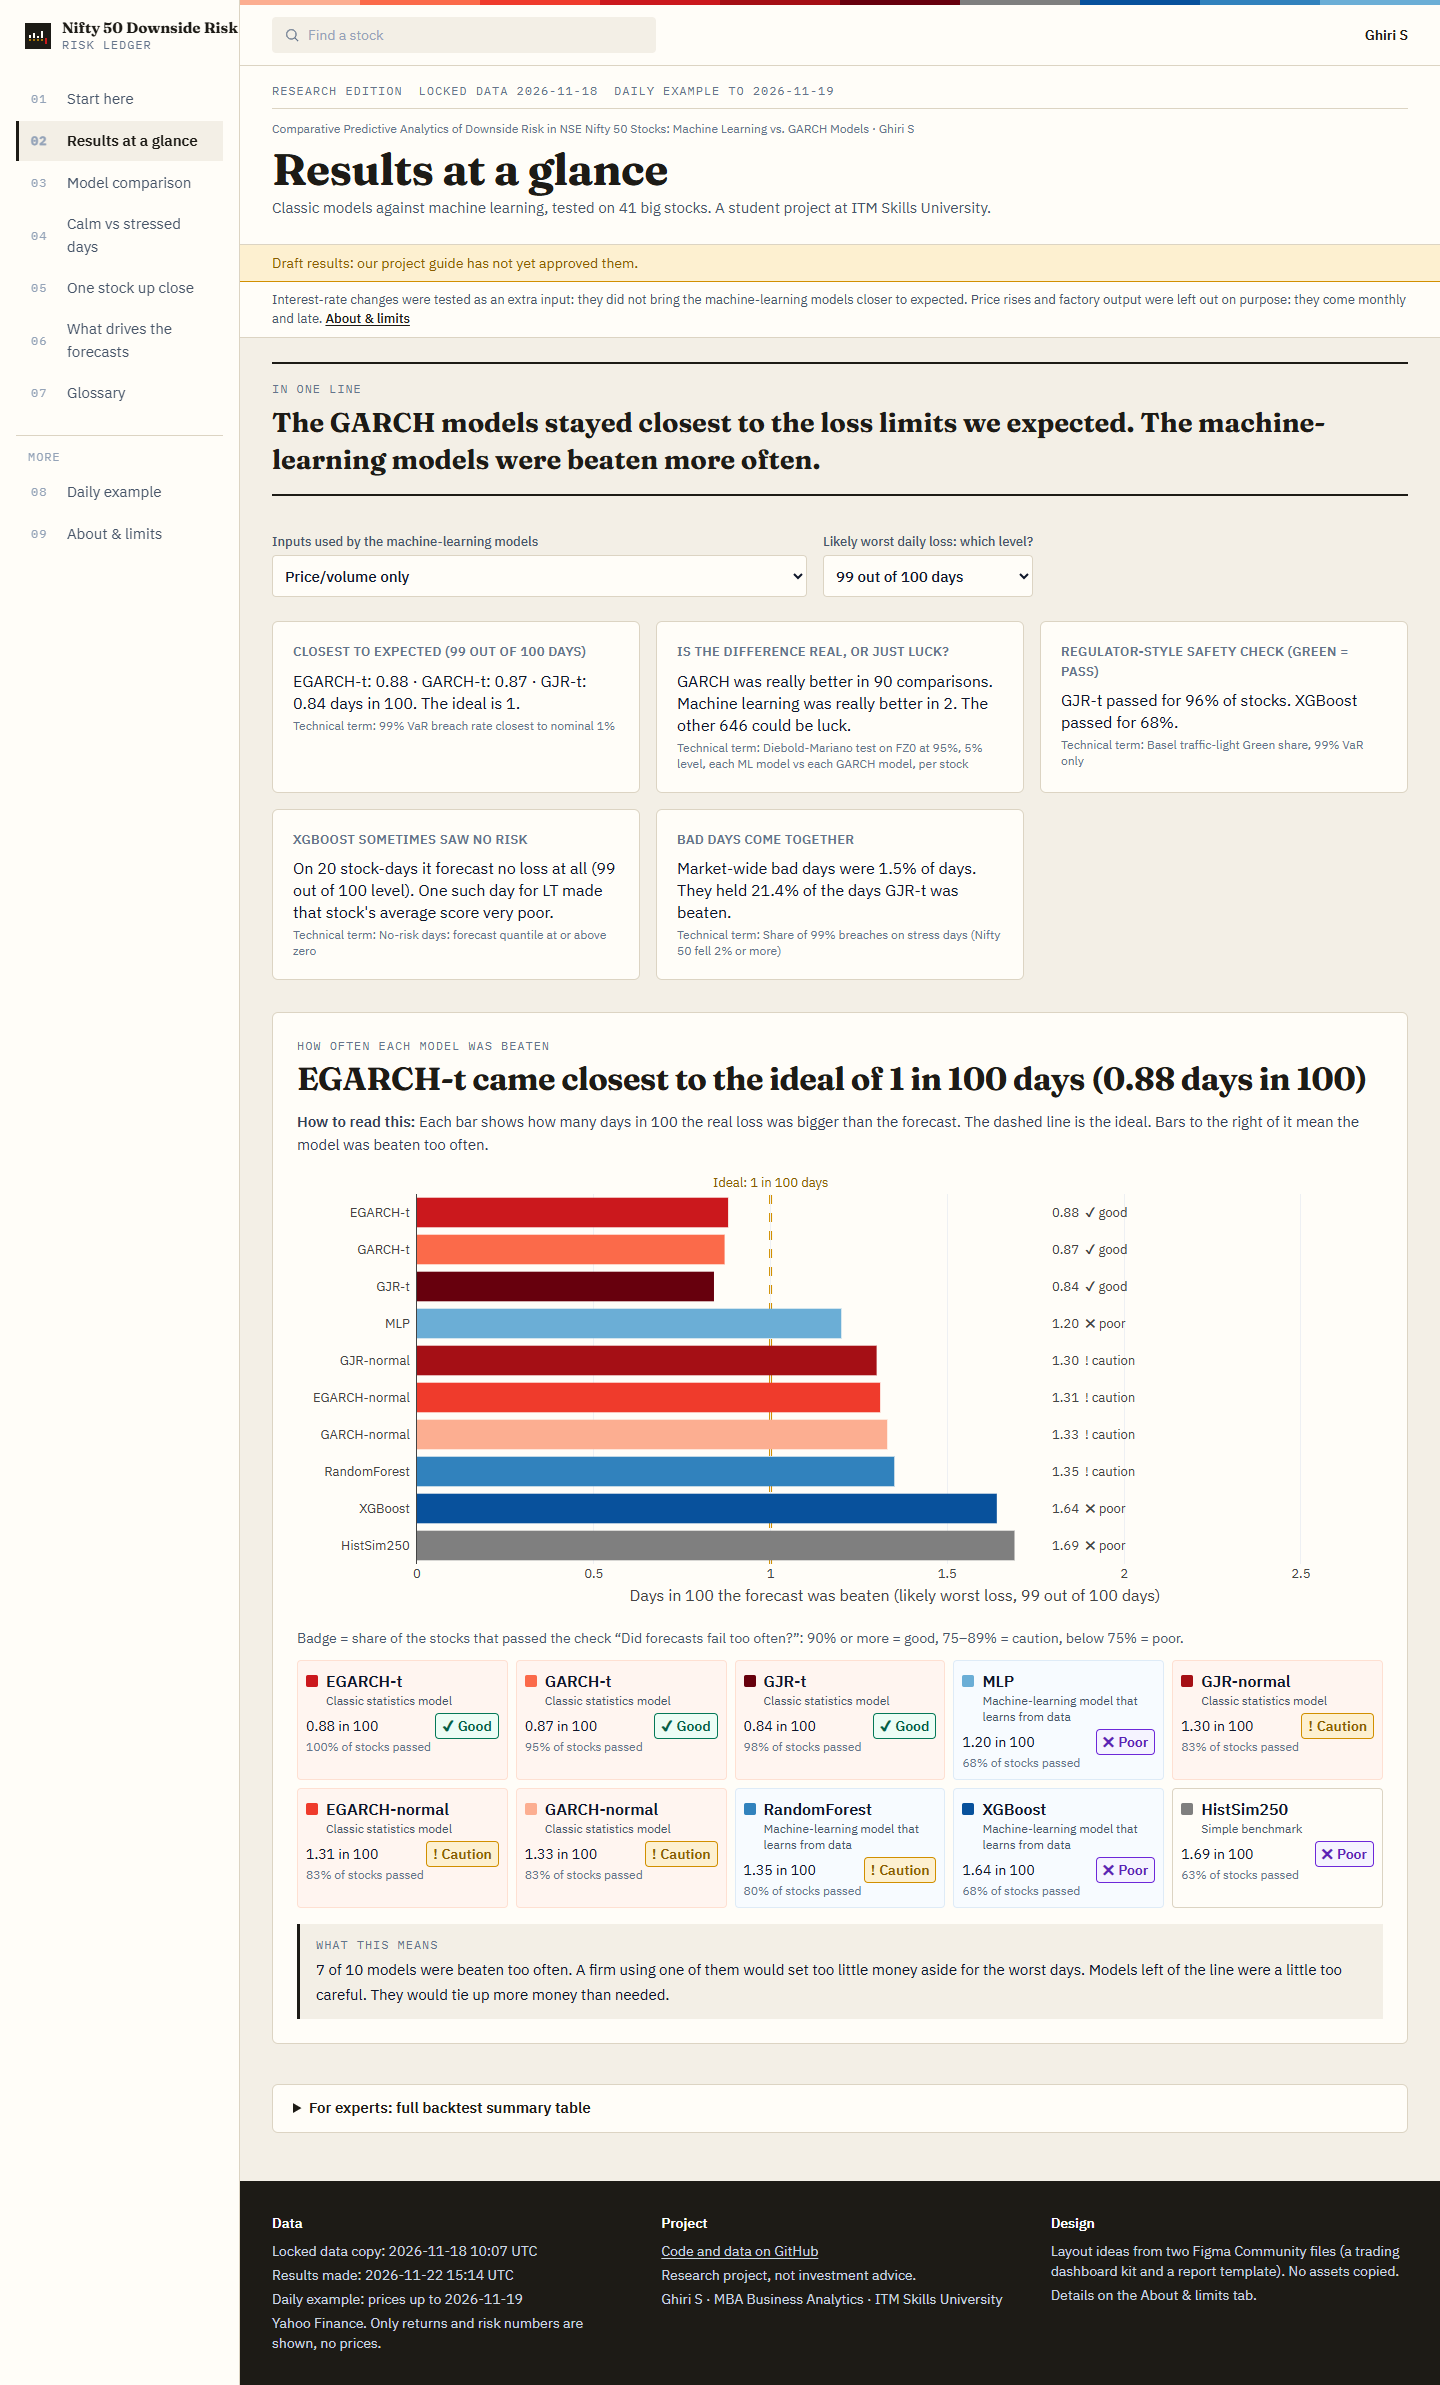 Nifty 50 Downside Risk
RISK LEDGER
01 Start here
02 Results at a glance
03 Model comparison
04 Calm vs stressed
days
05 One stock up close
06 What drives the
forecasts
07 Glossary
MORE
08 Daily example
09 About & limits
Find a stock
Ghiri S
RESEARCH EDITION LOCKED DATA 2026-11-18 DAILY EXAMPLE TO 2026-11-19
Comparative Predictive Analytics of Downside Risk in NSE Nifty 50 Stocks: Machine Learning vs. GARCH Models · Ghiri S
Results at a glance
Classic models against machine learning, tested on 41 big stocks. A student project at ITM Skills University.
Draft results: our project guide has not yet approved them.
Interest-rate changes were tested as an extra input: they did not bring the machine-learning models closer to expected. Price rises and factory output were left out on purpose: they come monthly
and late. About & limits
IN ONE LINE
The GARCH models stayed closest to the loss limits we expected. The machine-
learning models were beaten more often.
Inputs used by the machine-learning models
Price/volume only
Likely worst daily loss: which level?
99 out of 100 days
CLOSEST TO EXPECTED (99 OUT OF 100 DAYS)
EGARCH-t: 0.88 · GARCH-t: 0.87 · GJR-t:
0.84 days in 100. The ideal is 1.
Technical term: 99% VaR breach rate closest to nominal 1%
IS THE DIFFERENCE REAL, OR JUST LUCK?
GARCH was really better in 90 comparisons.
Machine learning was really better in 2. The
other 646 could be luck.
Technical term: Diebold-Mariano test on FZ0 at 95%, 5%
level, each ML model vs each GARCH model, per stock
REGULATOR-STYLE SAFETY CHECK (GREEN =
PASS)
GJR-t passed for 96% of stocks. XGBoost
passed for 68%.
Technical term: Basel traffic-light Green share, 99% VaR
only
XGBOOST SOMETIMES SAW NO RISK
On 20 stock-days it forecast no loss at all (99
out of 100 level). One such day for LT made
that stock's average score very poor.
Technical term: No-risk days: forecast quantile at or above
zero
BAD DAYS COME TOGETHER
Market-wide bad days were 1.5% of days.
They held 21.4% of the days GJR-t was
beaten.
Technical term: Share of 99% breaches on stress days (Nifty
50 fell 2% or more)
HOW OFTEN EACH MODEL WAS BEATEN
EGARCH-t came closest to the ideal of 1 in 100 days (0.88 days in 100)
How to read this: Each bar shows how many days in 100 the real loss was bigger than the forecast. The dashed line is the ideal. Bars to the right of it mean the
model was beaten too often.
Ideal: 1 in 100 days
EGARCH-t 0.88 ✓ good
GARCH-t 0.87 ✓ good
GJR-t 0.84 ✓ good
MLP 1.20 ✕ poor
GJR-normal 1.30 ! caution
EGARCH-normal 1.31 ! caution
GARCH-normal 1.33 ! caution
RandomForest 1.35 ! caution
XGBoost 1.64 ✕ poor
HistSim250 1.69 ✕ poor
0 0.5 1 1.5 2 2.5
Days in 100 the forecast was beaten (likely worst loss, 99 out of 100 days)
Badge = share of the stocks that passed the check “Did forecasts fail too often?”: 90% or more = good, 75–89% = caution, below 75% = poor.
EGARCH-t
Classic statistics model
0.88 in 100 ✓ Good
100% of stocks passed
GARCH-t
Classic statistics model
0.87 in 100 ✓ Good
95% of stocks passed
GJR-t
Classic statistics model
0.84 in 100 ✓ Good
98% of stocks passed
MLP
Machine-learning model that
learns from data
1.20 in 100 ✕ Poor
68% of stocks passed
GJR-normal
Classic statistics model
1.30 in 100 ! Caution
83% of stocks passed
EGARCH-normal
Classic statistics model
1.31 in 100 ! Caution
83% of stocks passed
GARCH-normal
Classic statistics model
1.33 in 100 ! Caution
83% of stocks passed
RandomForest
Machine-learning model that
learns from data
1.35 in 100 ! Caution
80% of stocks passed
XGBoost
Machine-learning model that
learns from data
1.64 in 100 ✕ Poor
68% of stocks passed
HistSim250
Simple benchmark
1.69 in 100 ✕ Poor
63% of stocks passed
WHAT THIS MEANS
7 of 10 models were beaten too often. A firm using one of them would set too little money aside for the worst days. Models left of the line were a little too
careful. They would tie up more money than needed.
For experts: full backtest summary table
Data
Locked data copy: 2026-11-18 10:07 UTC
Results made: 2026-11-22 15:14 UTC
Daily example: prices up to 2026-11-19
Yahoo Finance. Only returns and risk numbers are
shown, no prices.
Project
Code and data on GitHub
Research project, not investment advice.
Ghiri S · MBA Business Analytics · ITM Skills University
Design
Layout ideas from two Figma Community files (a trading
dashboard kit and a report template). No assets copied.
Details on the About & limits tab.